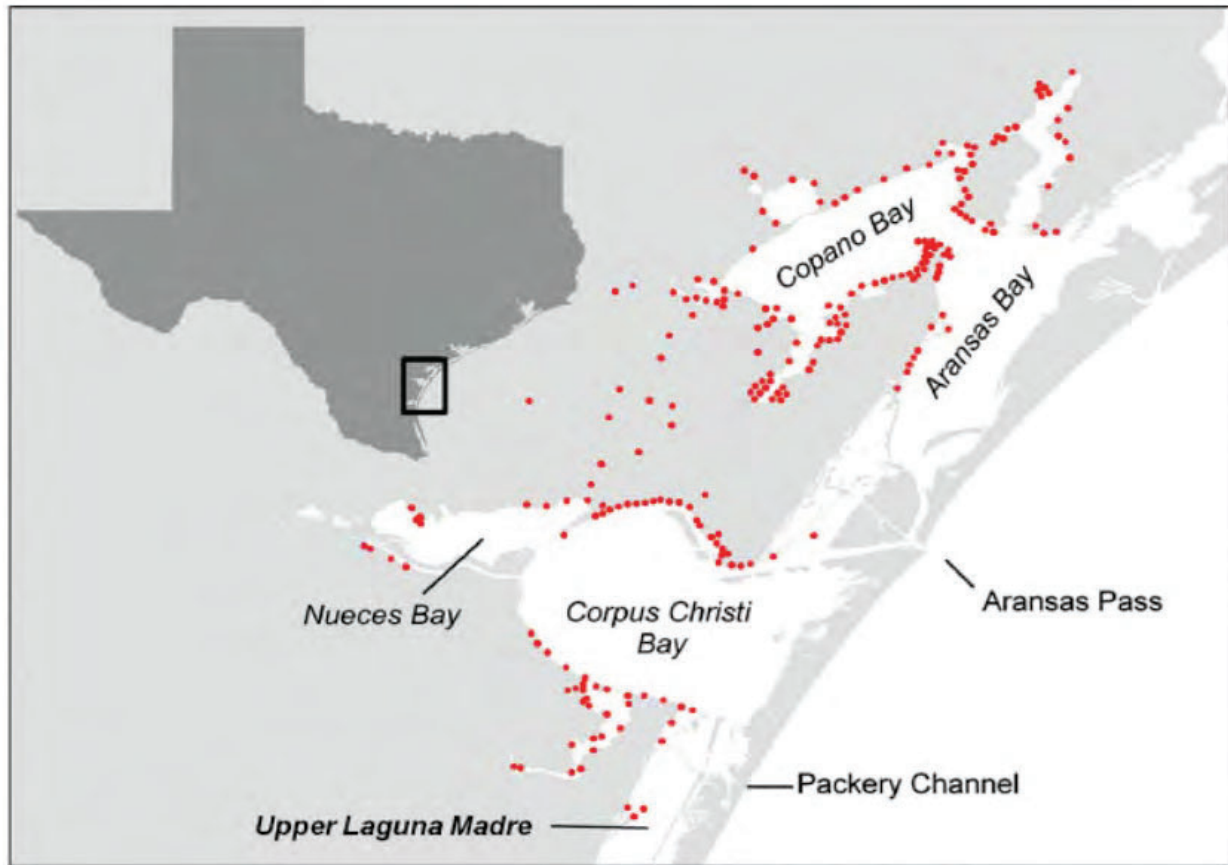 Copano Bay
Aransas Bay
Nueces Bay
Corpus Christi
Bay
Aransas Pass
Packery Channel
Upper Laguna Madre